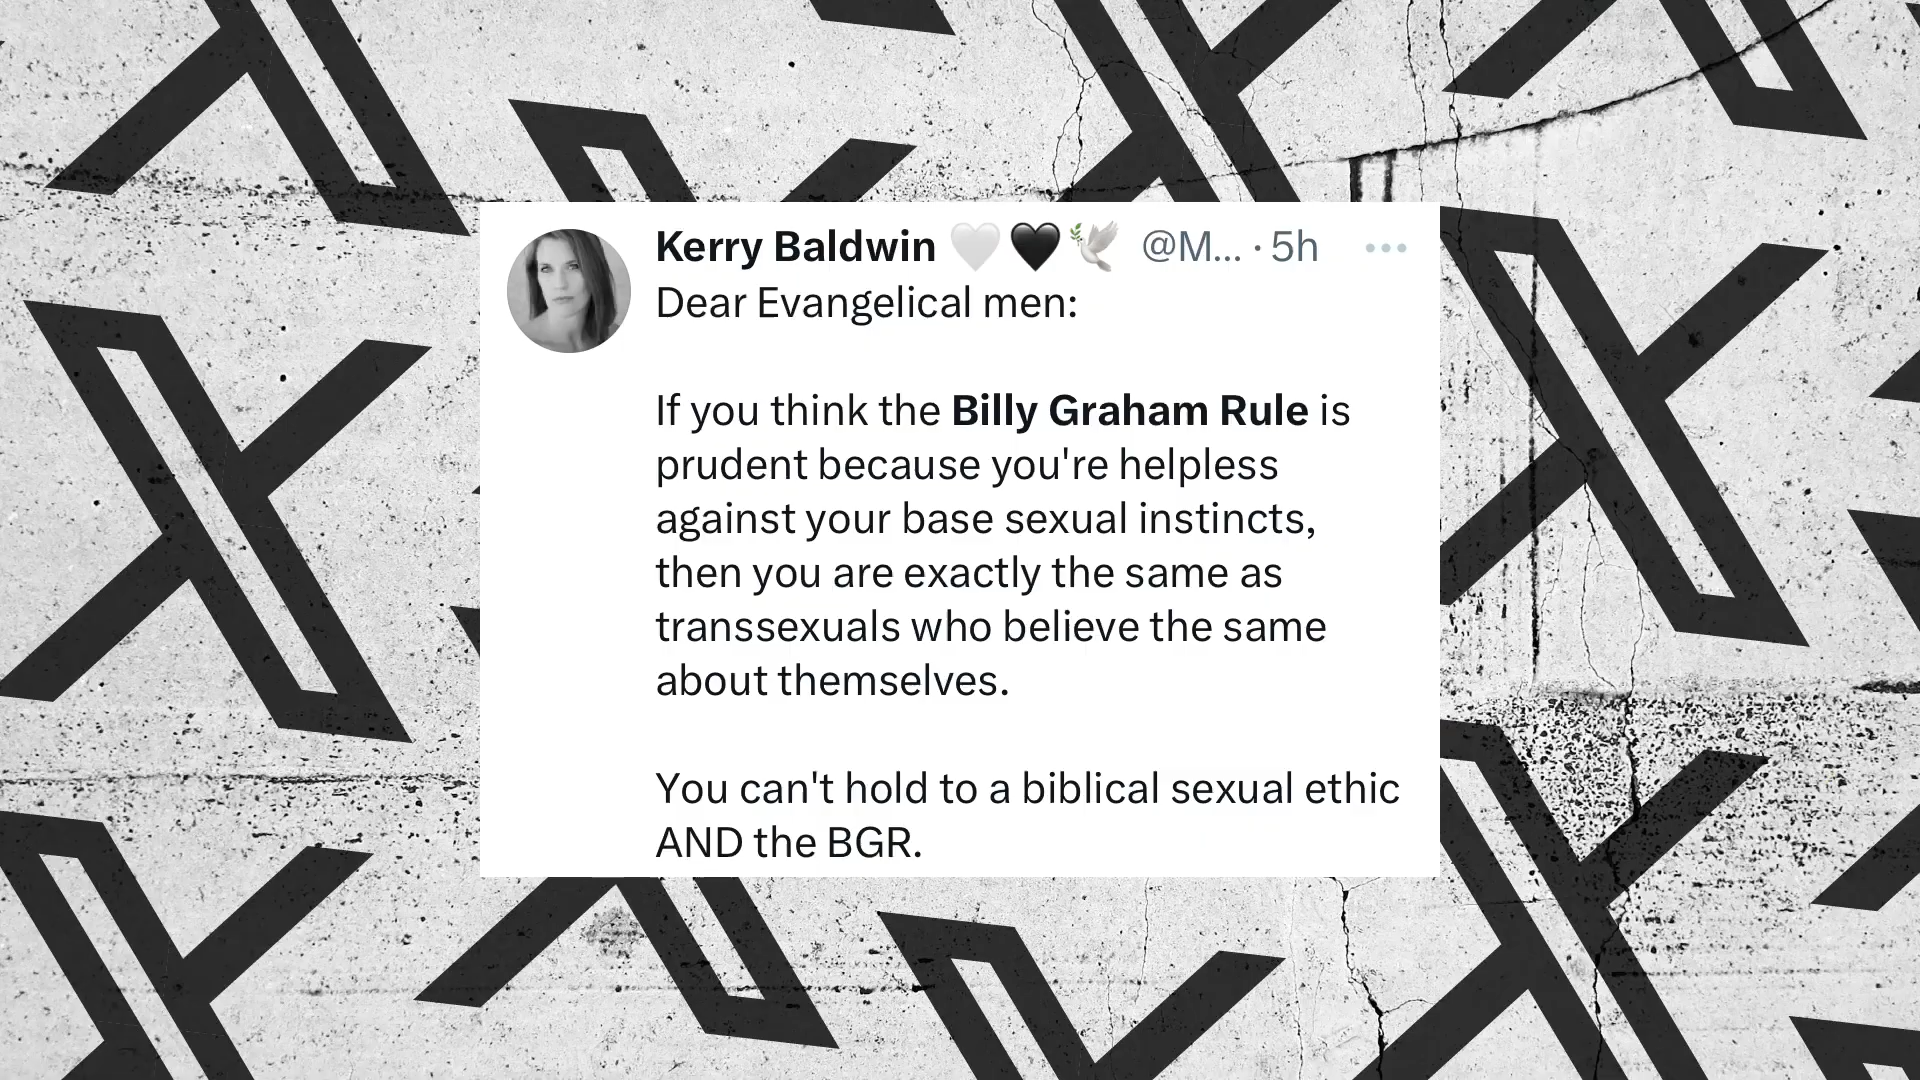 Kerry Baldwin 🤍🖤🕊️ @M... · 5h
Dear Evangelical men:
If you think the Billy Graham Rule is
prudent because you're helpless
against your base sexual instincts,
then you are exactly the same as
transsexuals who believe the same
about themselves.
You can't hold to a biblical sexual ethic
AND the BGR.